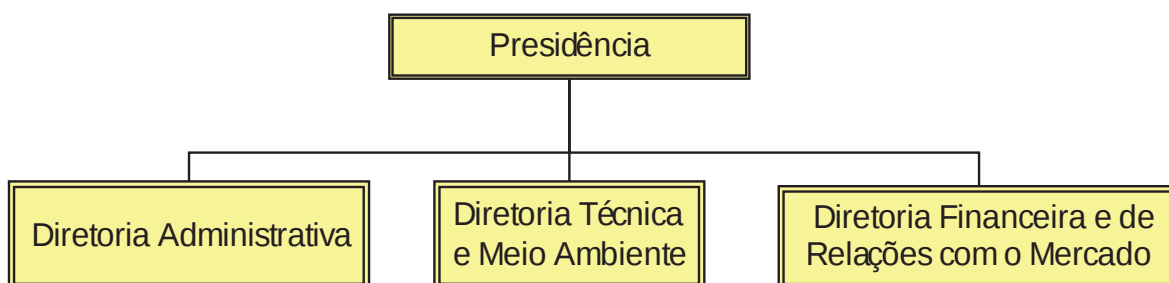 Presidência
Diretoria Administrativa
Diretoria Técnica
e Meio Ambiente
Diretoria Financeira e de
Relações com o Mercado